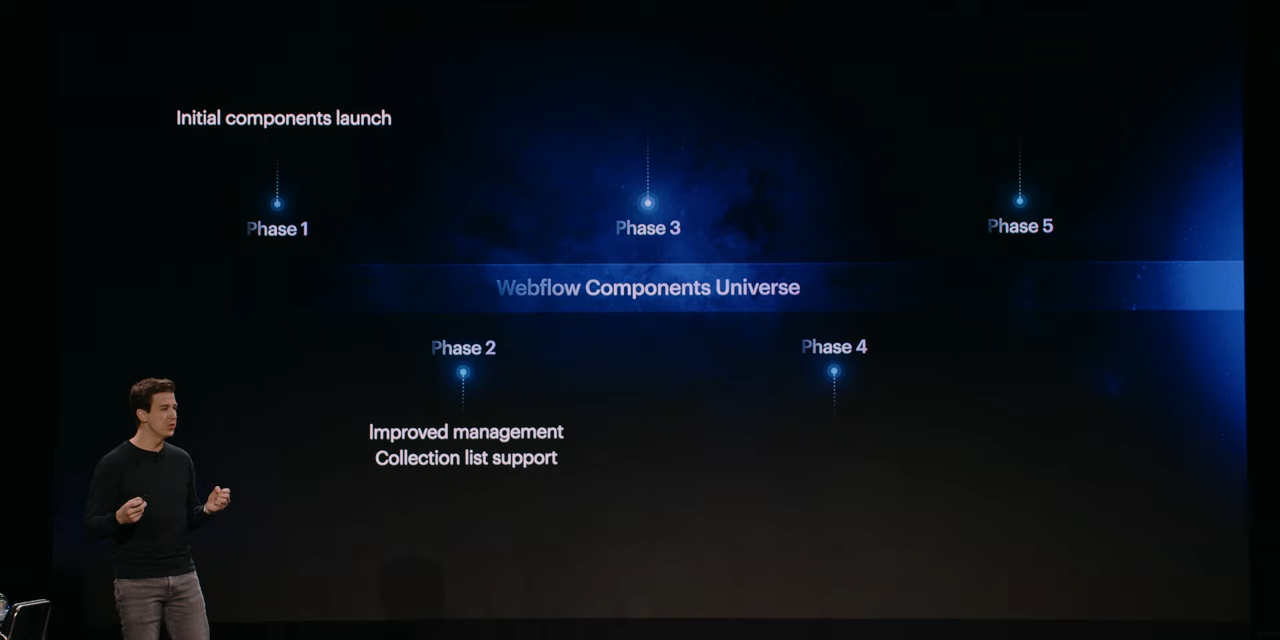 Initial components launch
Phase 1
Phase 3
Phase 5
Webflow Components Universe
Phase 2
Phase 4
Improved management
Collection list support